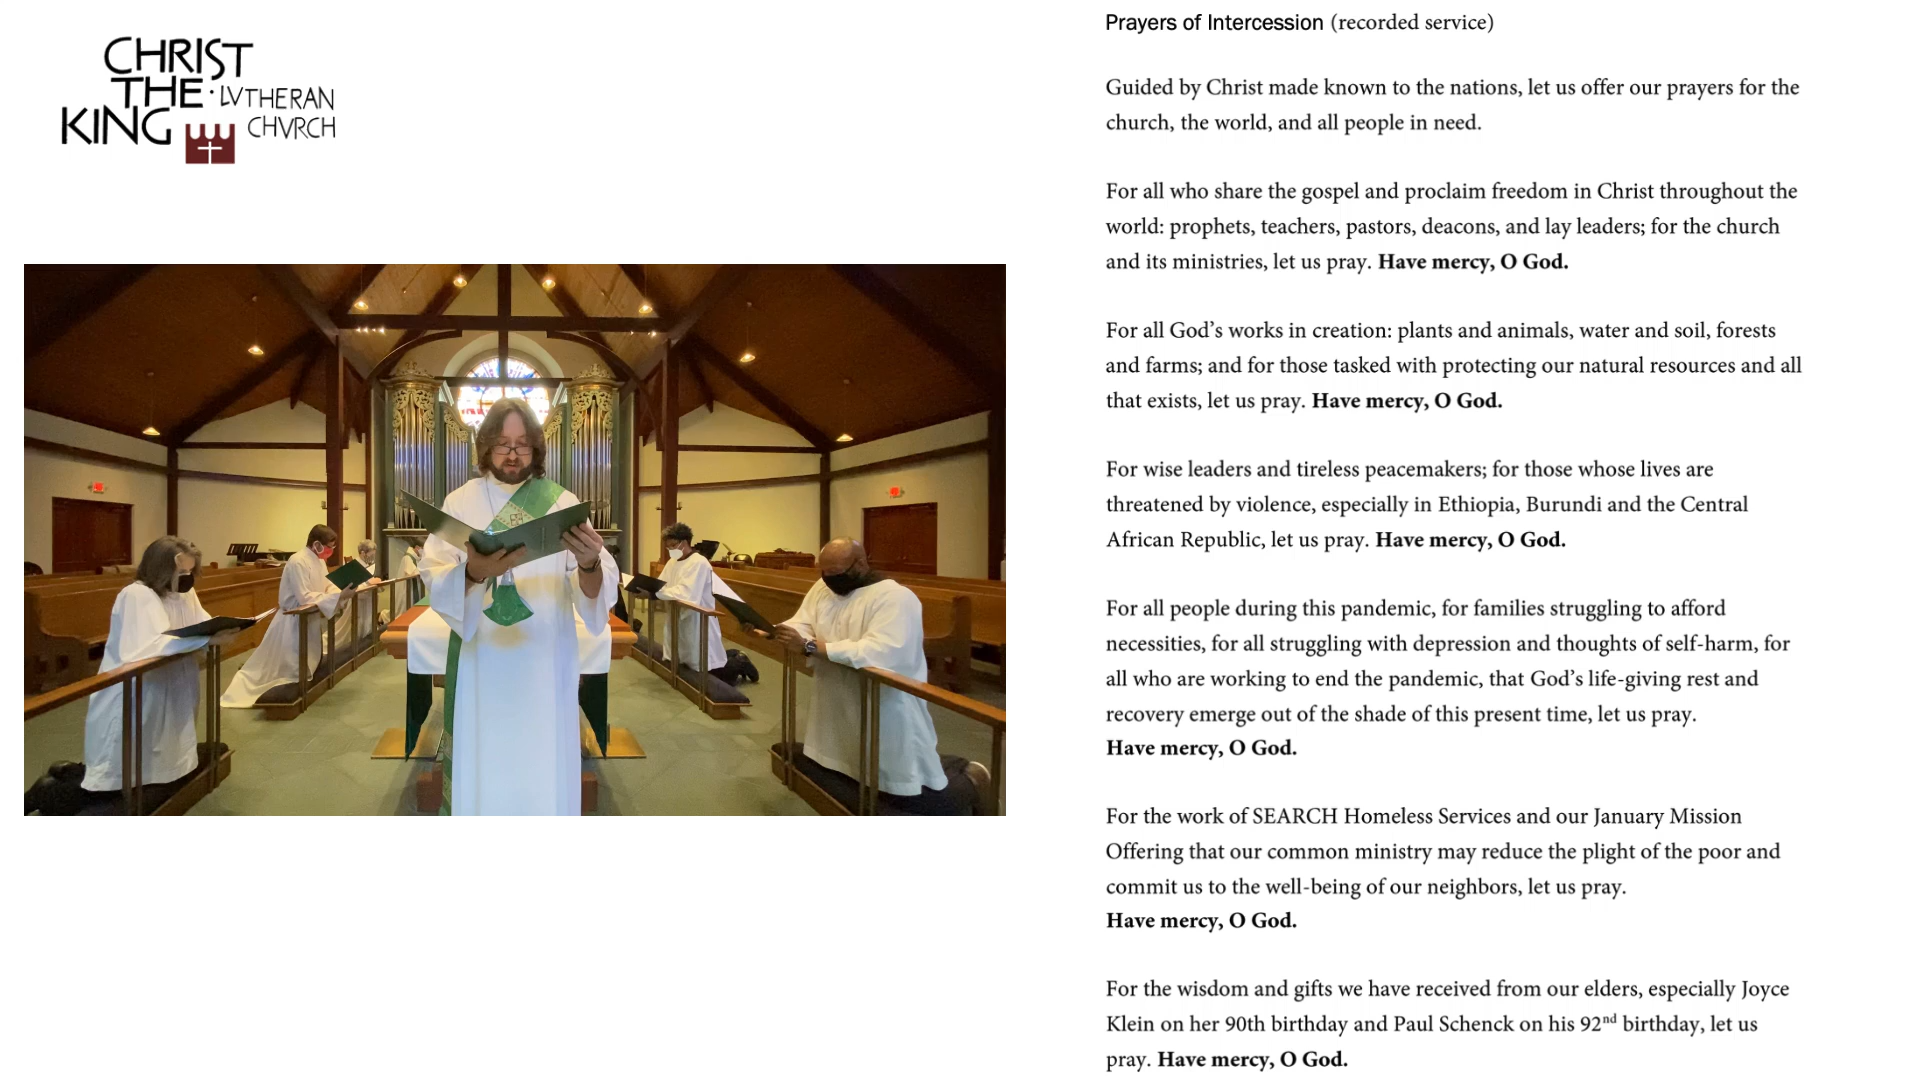 CHRIST
THE · LVTHERAN
KING CHVRCH
Prayers of Intercession (recorded service)
Guided by Christ made known to the nations, let us offer our prayers for the
church, the world, and all people in need.
For all who share the gospel and proclaim freedom in Christ throughout the
world: prophets, teachers, pastors, deacons, and lay leaders; for the church
and its ministries, let us pray. Have mercy, O God.
For all God’s works in creation: plants and animals, water and soil, forests
and farms; and for those tasked with protecting our natural resources and all
that exists, let us pray. Have mercy, O God.
For wise leaders and tireless peacemakers; for those whose lives are
threatened by violence, especially in Ethiopia, Burundi and the Central
African Republic, let us pray. Have mercy, O God.
For all people during this pandemic, for families struggling to afford
necessities, for all struggling with depression and thoughts of self-harm, for
all who are working to end the pandemic, that God’s life-giving rest and
recovery emerge out of the shade of this present time, let us pray.
Have mercy, O God.
For the work of SEARCH Homeless Services and our January Mission
Offering that our common ministry may reduce the plight of the poor and
commit us to the well-being of our neighbors, let us pray.
Have mercy, O God.
For the wisdom and gifts we have received from our elders, especially Joyce
Klein on her 90th birthday and Paul Schenck on his 92nd birthday, let us
pray. Have mercy, O God.